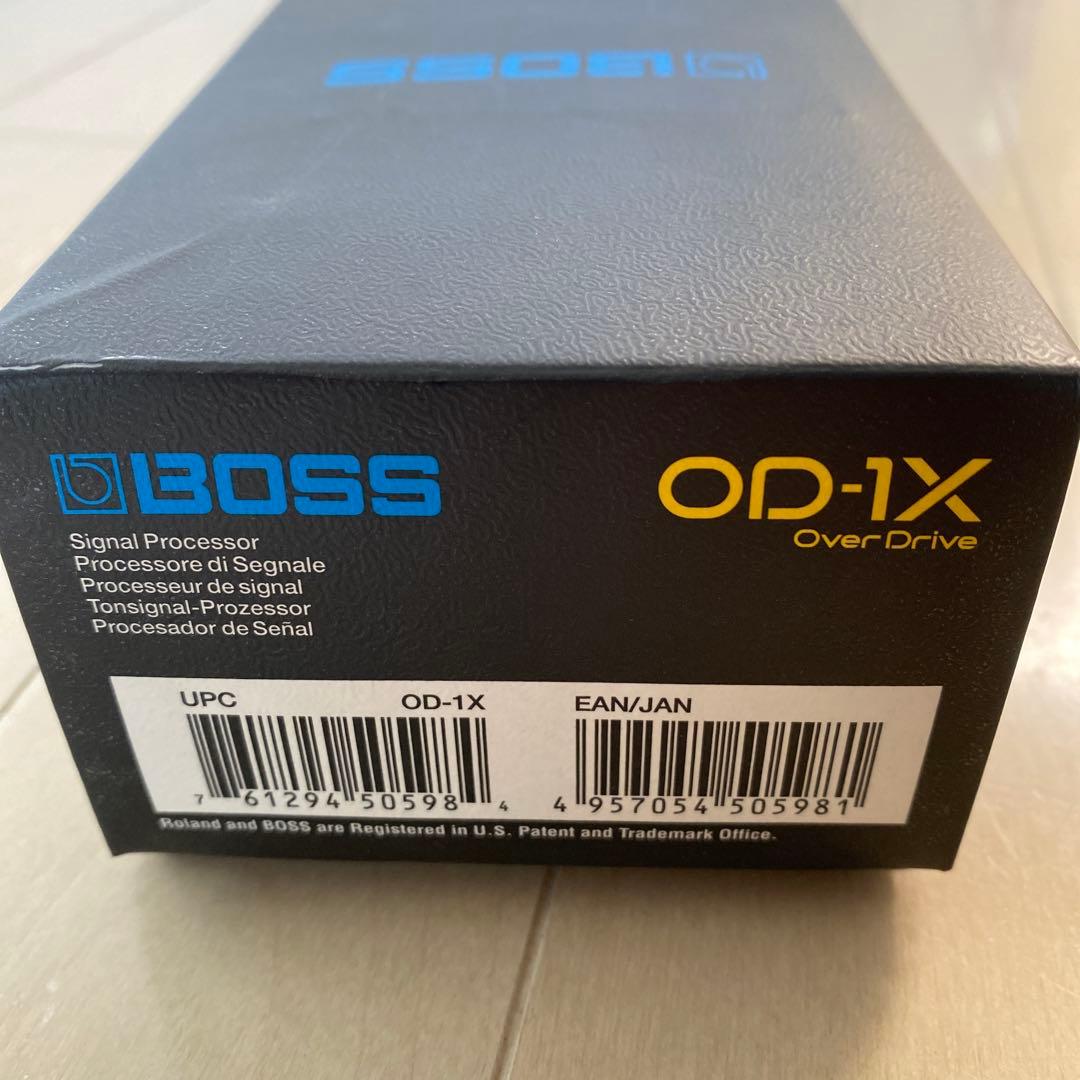 BOSS
BOSS
OD-1X
Over Drive
Signal Processor
Processore di Segnale
Processeur de signal
Tonsignal-Prozessor
Procesador de Señal
UPC OD-1X EAN/JAN
7 61294 50598 4 4 957054 505981
Roland and BOSS are Registered in U.S. Patent and Trademark Office.